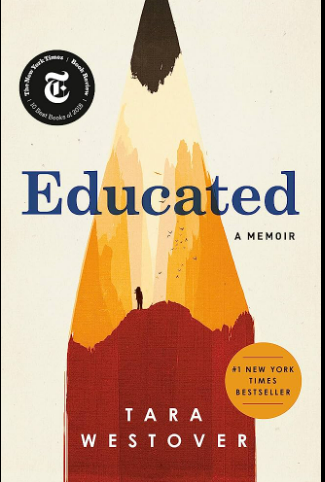 The New York Times | Book Review
T
| 10 Best Books of 2018 |
Educated
A MEMOIR
#1 NEW YORK
TIMES
BESTSELLER
TARA
WESTOVER